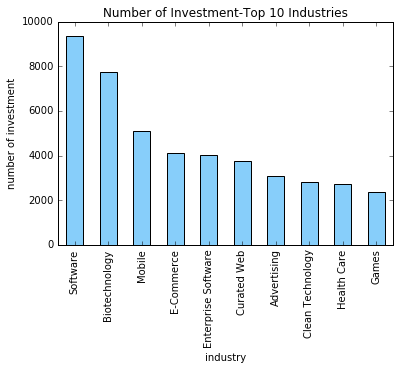 Number of Investment-Top 10 Industries
number of investment
10000
8000
6000
4000
2000
0
Software
Biotechnology
Mobile
E-Commerce
Enterprise Software
Curated Web
Advertising
Clean Technology
Health Care
Games
industry